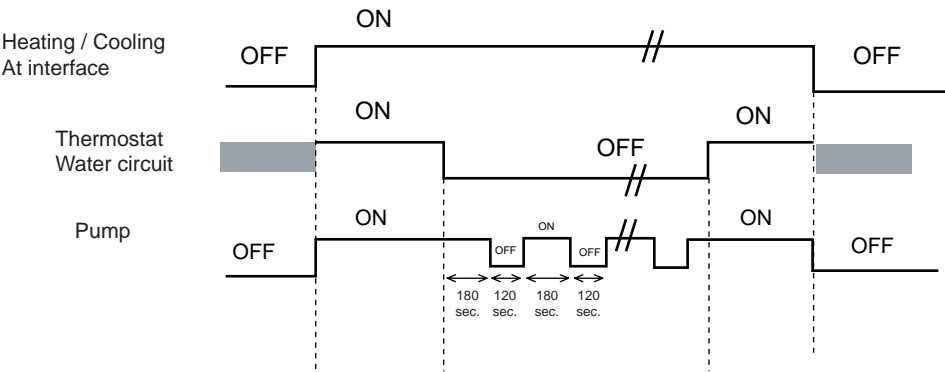 ON
Heating / Cooling
At interface
OFF
OFF
ON
ON
Thermostat
Water circuit
OFF
Pump
ON
ON
ON
OFF
OFF
OFF
OFF
180
sec.
120
sec.
180
sec.
120
sec.